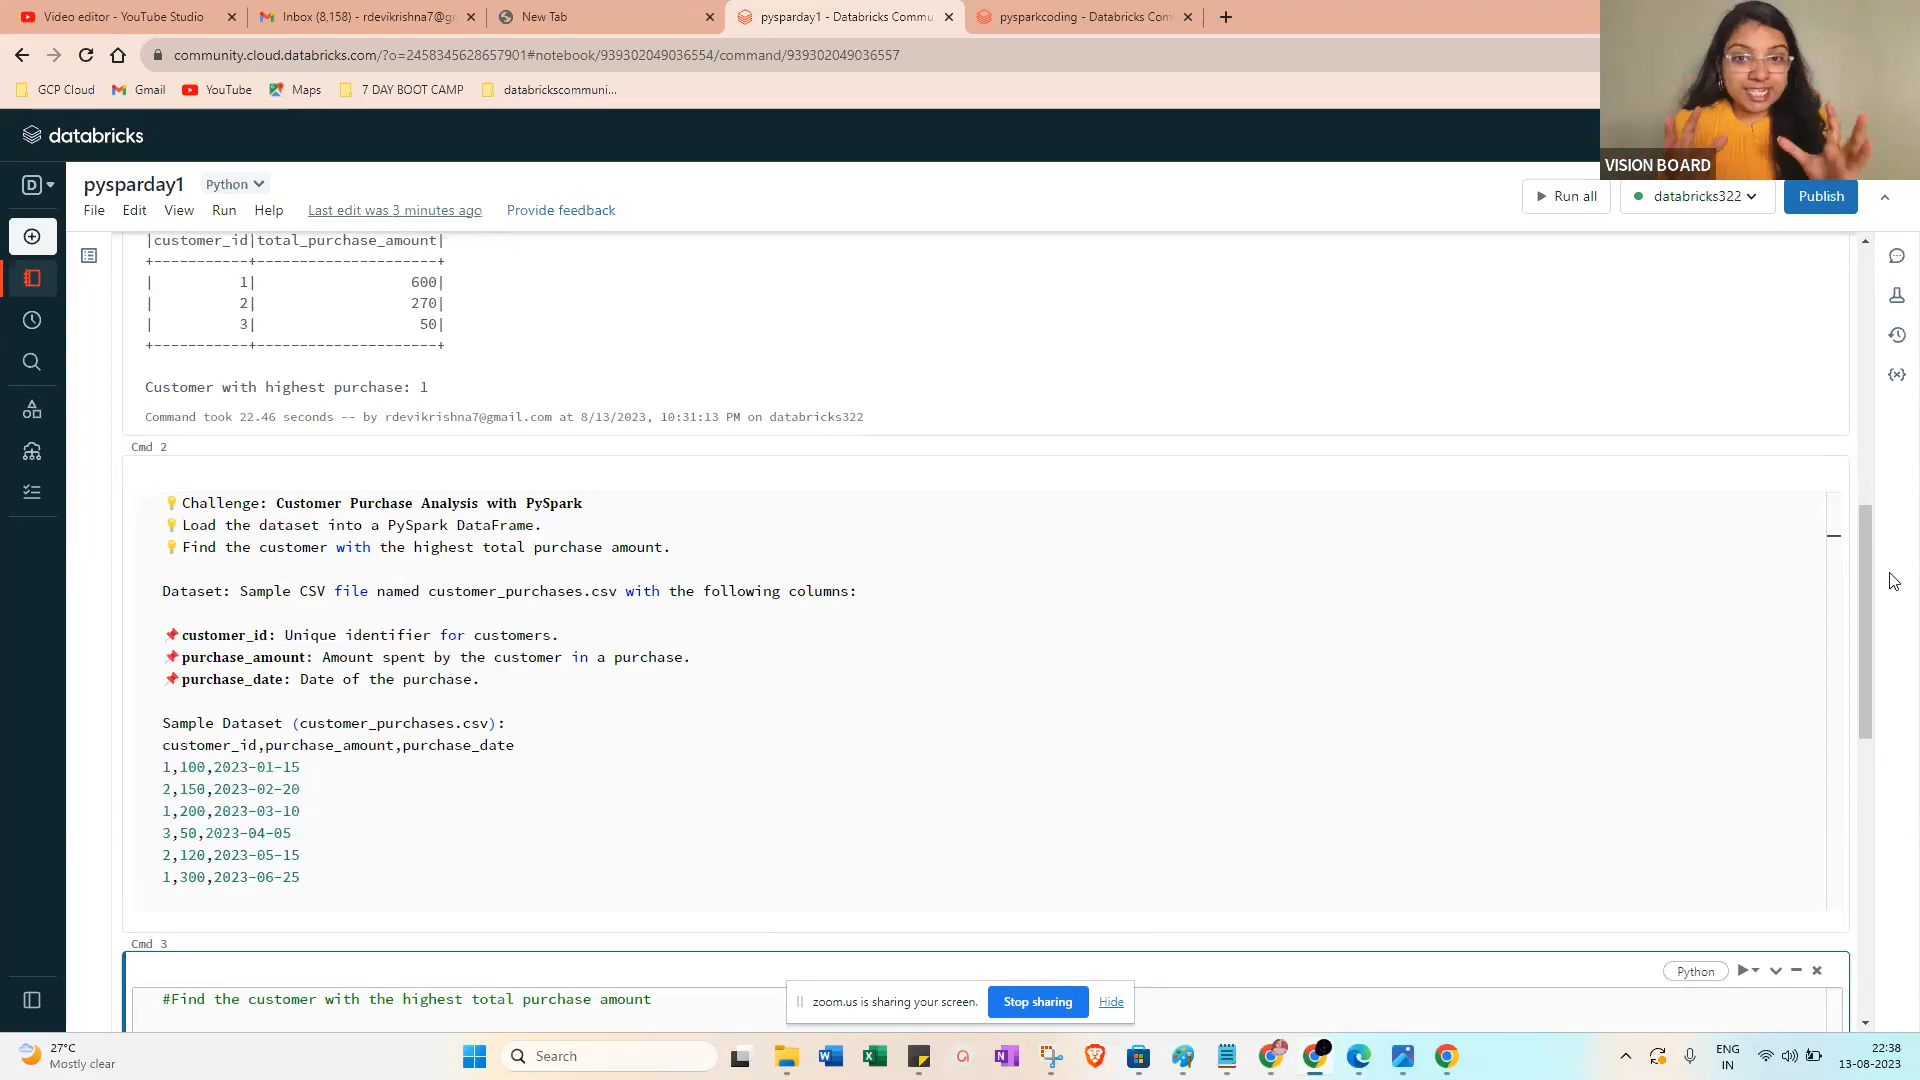 Video editor - YouTube Studio
Inbox (8,158) - rdevikrishna7@gm
New Tab
pysparday1 - Databricks Commu
pysparkcoding - Databricks Com
community.cloud.databricks.com/?o=2458345628657901#notebook/939302049036554/command/939302049036557
GCP Cloud
Gmail
YouTube
Maps
7 DAY BOOT CAMP
databrickscommuni...
databricks
VISION BOARD
D
pysparday1
Python
File
Edit
View
Run
Help
Last edit was 3 minutes ago
Provide feedback
Run all
databricks322
Publish
|customer_id|total_purchase_amount|
+-----------+---------------------+
| 1| 600|
| 2| 270|
| 3| 50|
+-----------+---------------------+
Customer with highest purchase: 1
Command took 22.46 seconds -- by rdevikrishna7@gmail.com at 8/13/2023, 10:31:13 PM on databricks322
Cmd 2
💡Challenge: Customer Purchase Analysis with PySpark
💡Load the dataset into a PySpark DataFrame.
💡Find the customer with the highest total purchase amount.
Dataset: Sample CSV file named customer_purchases.csv with the following columns:
📌customer_id: Unique identifier for customers.
📌purchase_amount: Amount spent by the customer in a purchase.
📌purchase_date: Date of the purchase.
Sample Dataset (customer_purchases.csv):
customer_id,purchase_amount,purchase_date
1,100,2023-01-15
2,150,2023-02-20
1,200,2023-03-10
3,50,2023-04-05
2,120,2023-05-15
1,300,2023-06-25
Cmd 3
Python
#Find the customer with the highest total purchase amount
zoom.us is sharing your screen.
Stop sharing
Hide
27°C
Mostly clear
Search
ENG
IN
22:38
13-08-2023